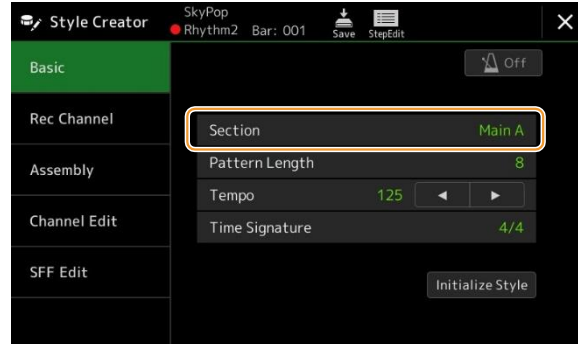 Style Creator
SkyPop
Rhythm2 Bar: 001
Save
StepEdit
Basic
Off
Rec Channel
Section Main A
Assembly
Pattern Length 8
Tempo 125
Channel Edit
Time Signature 4/4
SFF Edit
Initialize Style